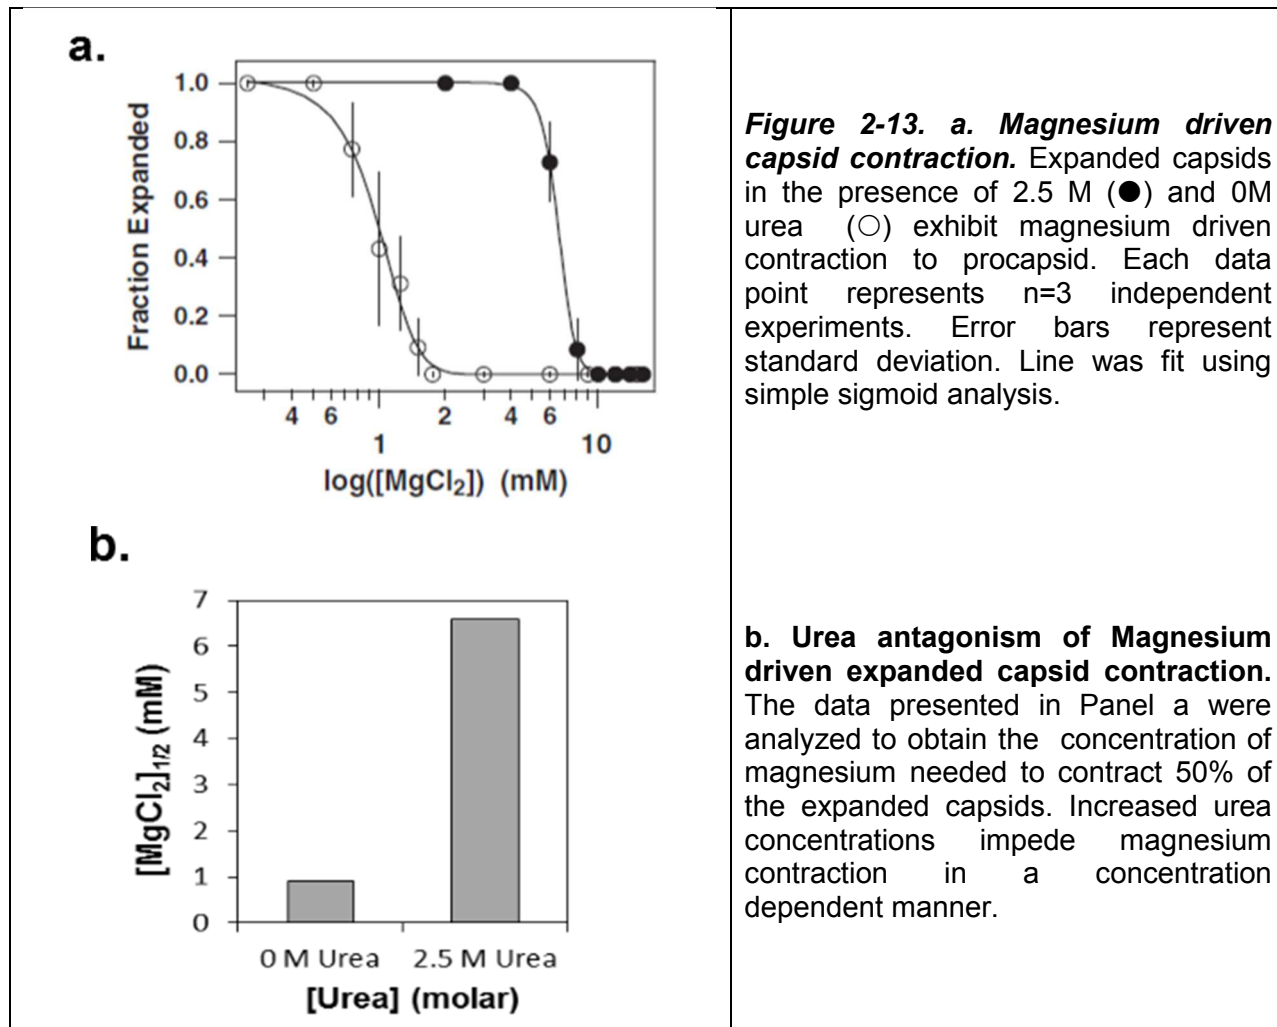 a.
1.0
0.8
0.6
0.4
0.2
0.0
Fraction Expanded
4 6 2 4 6
1 10
log([MgCl₂]) (mM)
Figure 2-13. a. Magnesium driven
capsid contraction. Expanded capsids
in the presence of 2.5 M (●) and 0M
urea (○) exhibit magnesium driven
contraction to procapsid. Each data
point represents n=3 independent
experiments. Error bars represent
standard deviation. Line was fit using
simple sigmoid analysis.
b.
7
6
5
4
3
2
1
0
[MgCl₂]1/2 (mM)
0 M Urea 2.5 M Urea
[Urea] (molar)
b. Urea antagonism of Magnesium
driven expanded capsid contraction.
The data presented in Panel a were
analyzed to obtain the concentration of
magnesium needed to contract 50% of
the expanded capsids. Increased urea
concentrations impede magnesium
contraction in a concentration
dependent manner.